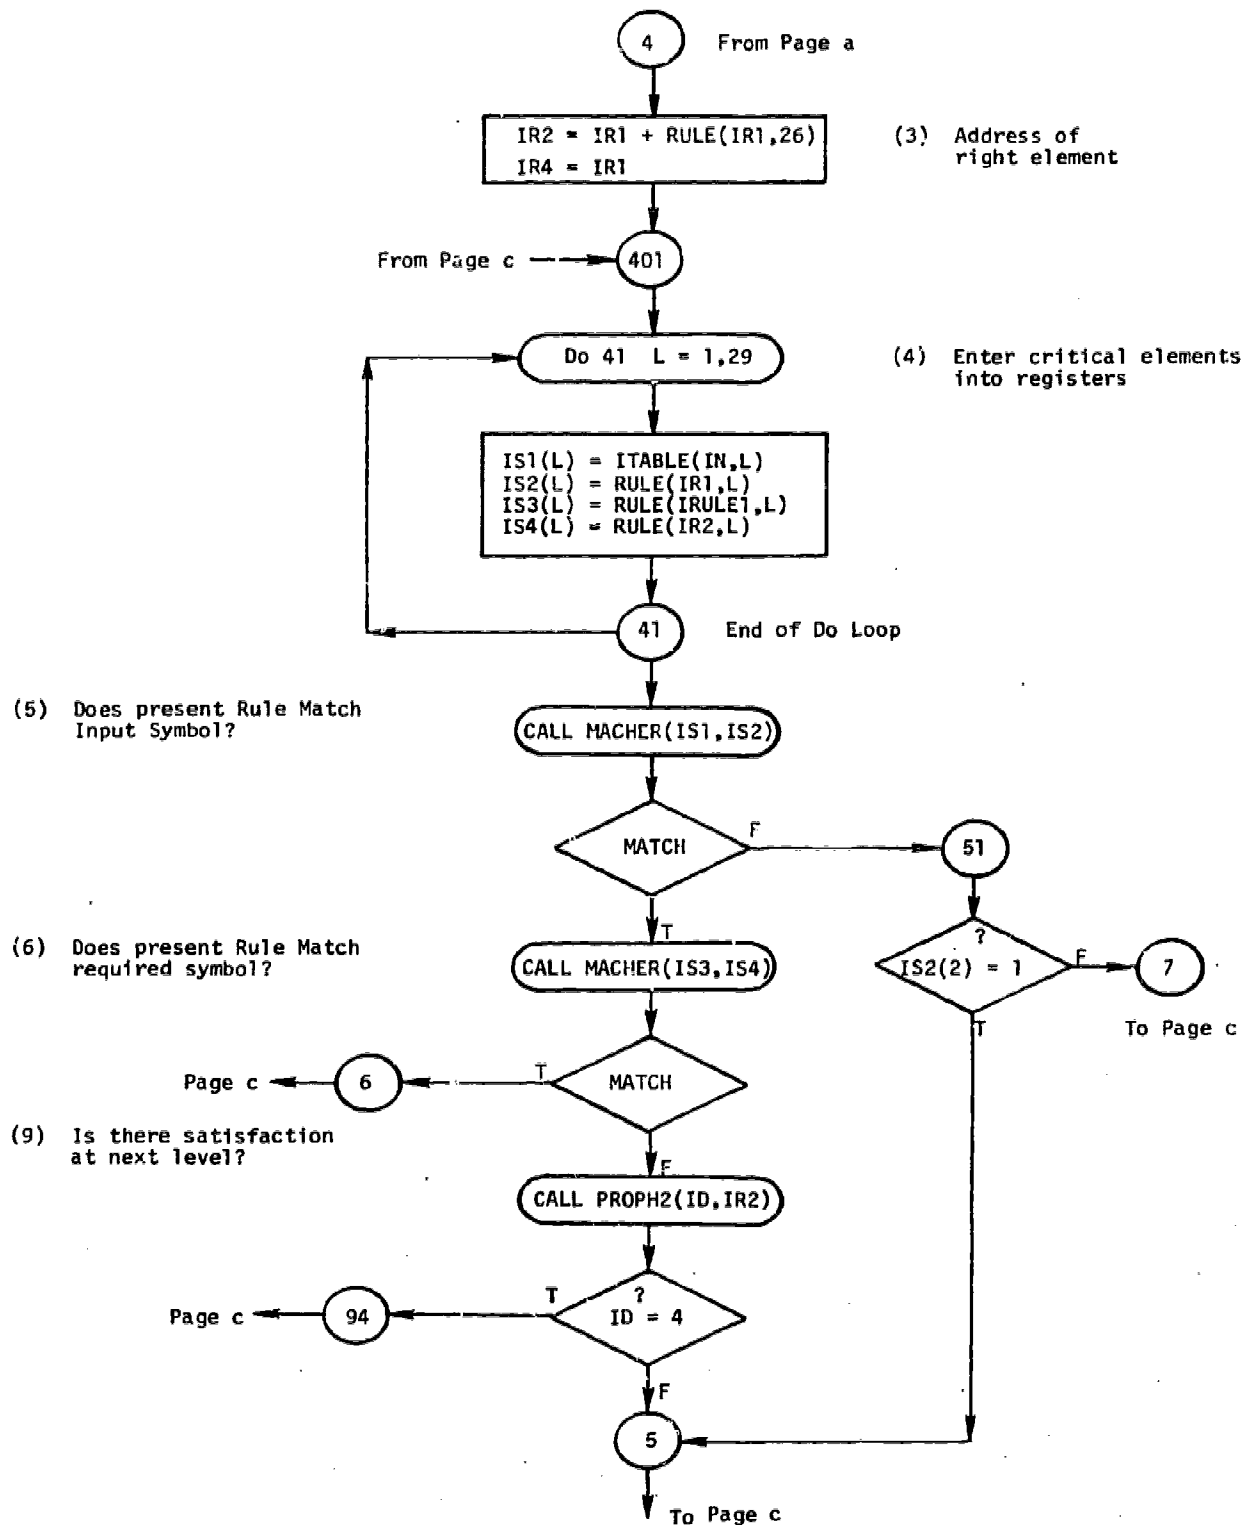 4
From Page a
IR2 = IR1 + RULE(IR1,26)
IR4 = IR1
(3) Address of
right element
From Page c
401
Do 41 L = 1,29
(4) Enter critical elements
into registers
IS1(L) = ITABLE(IN,L)
IS2(L) = RULE(IR1,L)
IS3(L) = RULE(IRULE1,L)
IS4(L) = RULE(IR2,L)
41
End of Do Loop
(5) Does present Rule Match
Input Symbol?
CALL MACHER(IS1,IS2)
MATCH
F
51
T
(6) Does present Rule Match
required symbol?
CALL MACHER(IS3,IS4)
?
IS2(2) = 1
F
7
T
To Page c
Page c
6
T
MATCH
(9) Is there satisfaction
at next level?
F
CALL PROPH2(ID,IR2)
Page c
94
T
?
ID = 4
F
5
To Page c